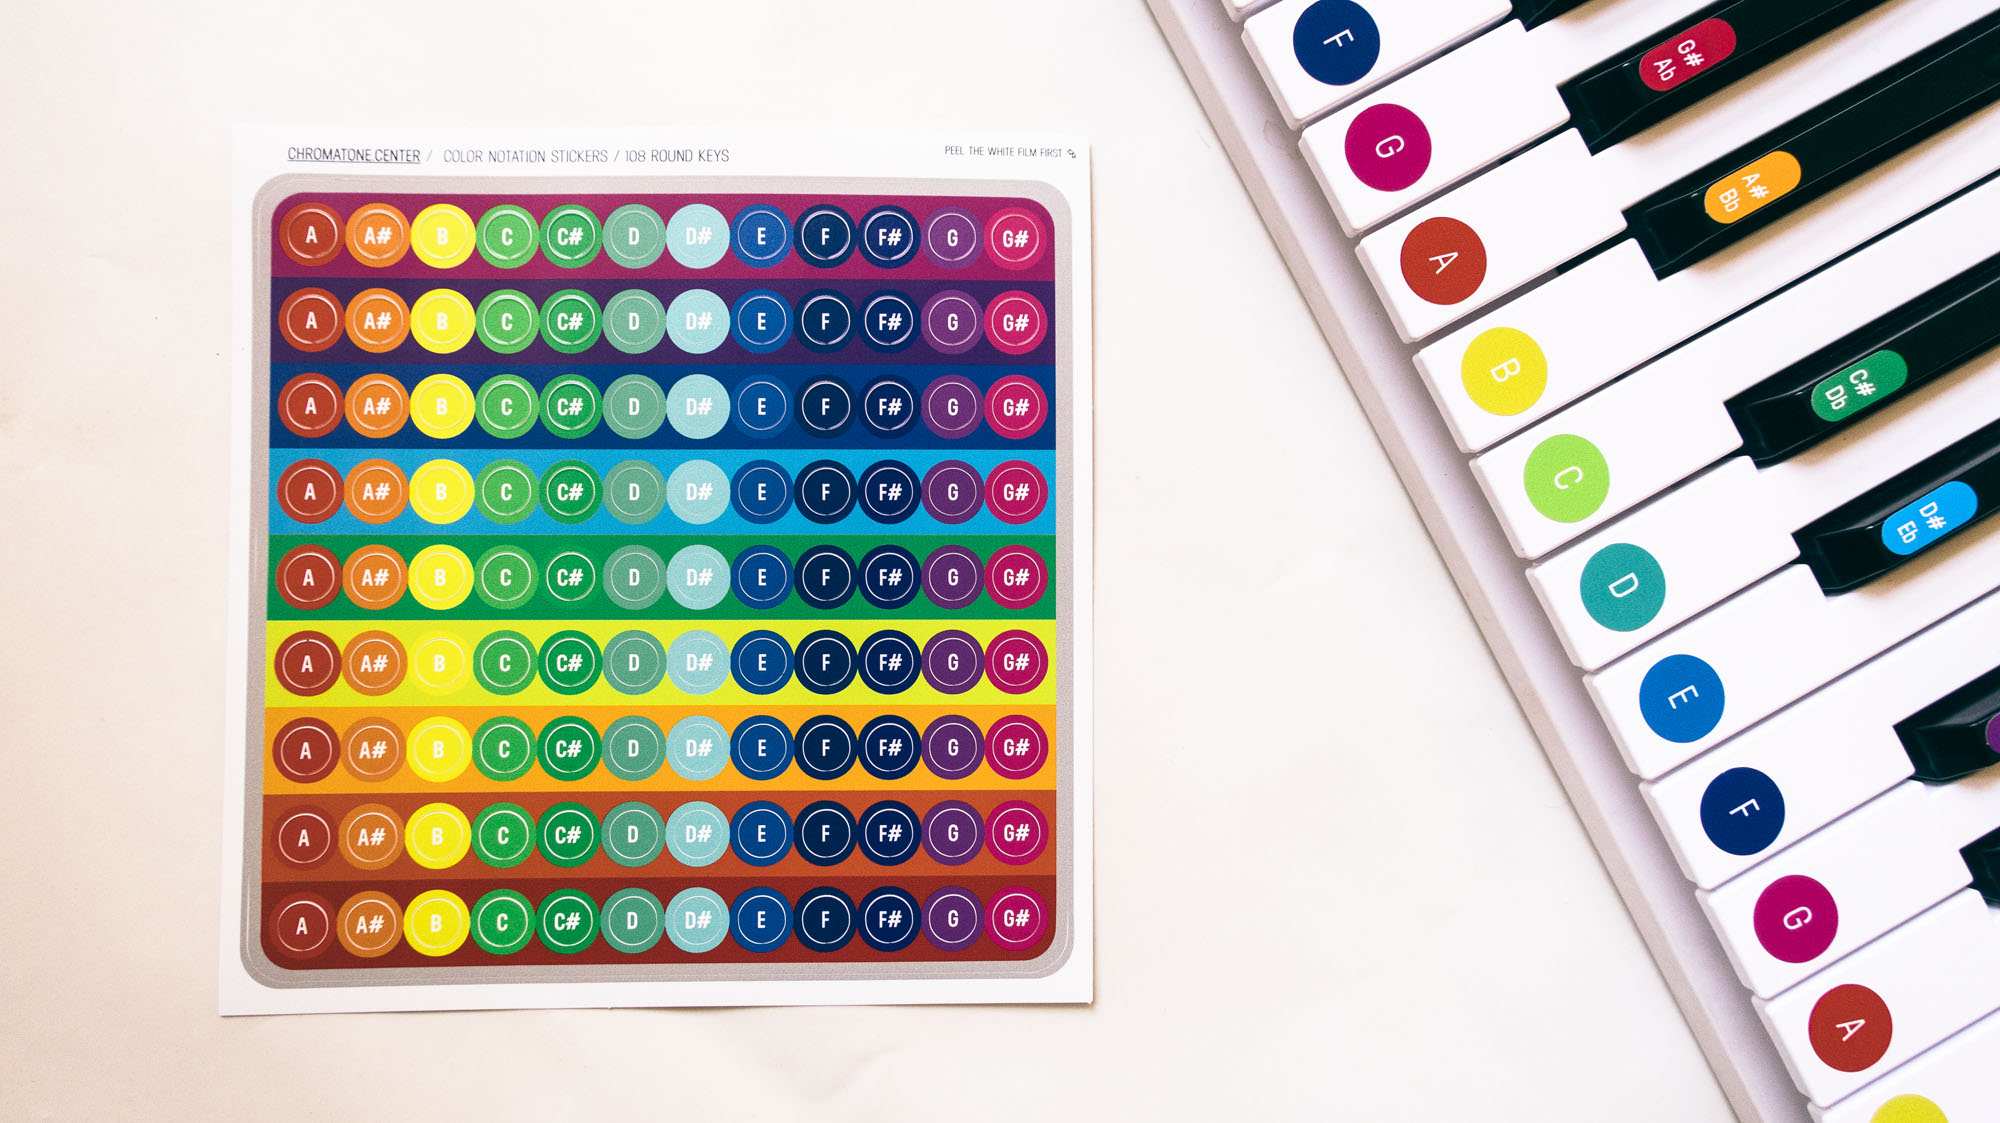 CHROMATONE.CENTER / COLOR NOTATION STICKERS / 108 ROUND KEYS
PEEL THE WHITE FILM FIRST
A A# B C C# D D# E F F# G G#
A A# B C C# D D# E F F# G G#
A A# B C C# D D# E F F# G G#
A A# B C C# D D# E F F# G G#
A A# B C C# D D# E F F# G G#
A A# B C C# D D# E F F# G G#
A A# B C C# D D# E F F# G G#
A A# B C C# D D# E F F# G G#
A A# B C C# D D# E F F# G G#
F
G#
Ab
G
A#
Bb
A
B
C#
Db
C
D#
Eb
D
E
F
G
A